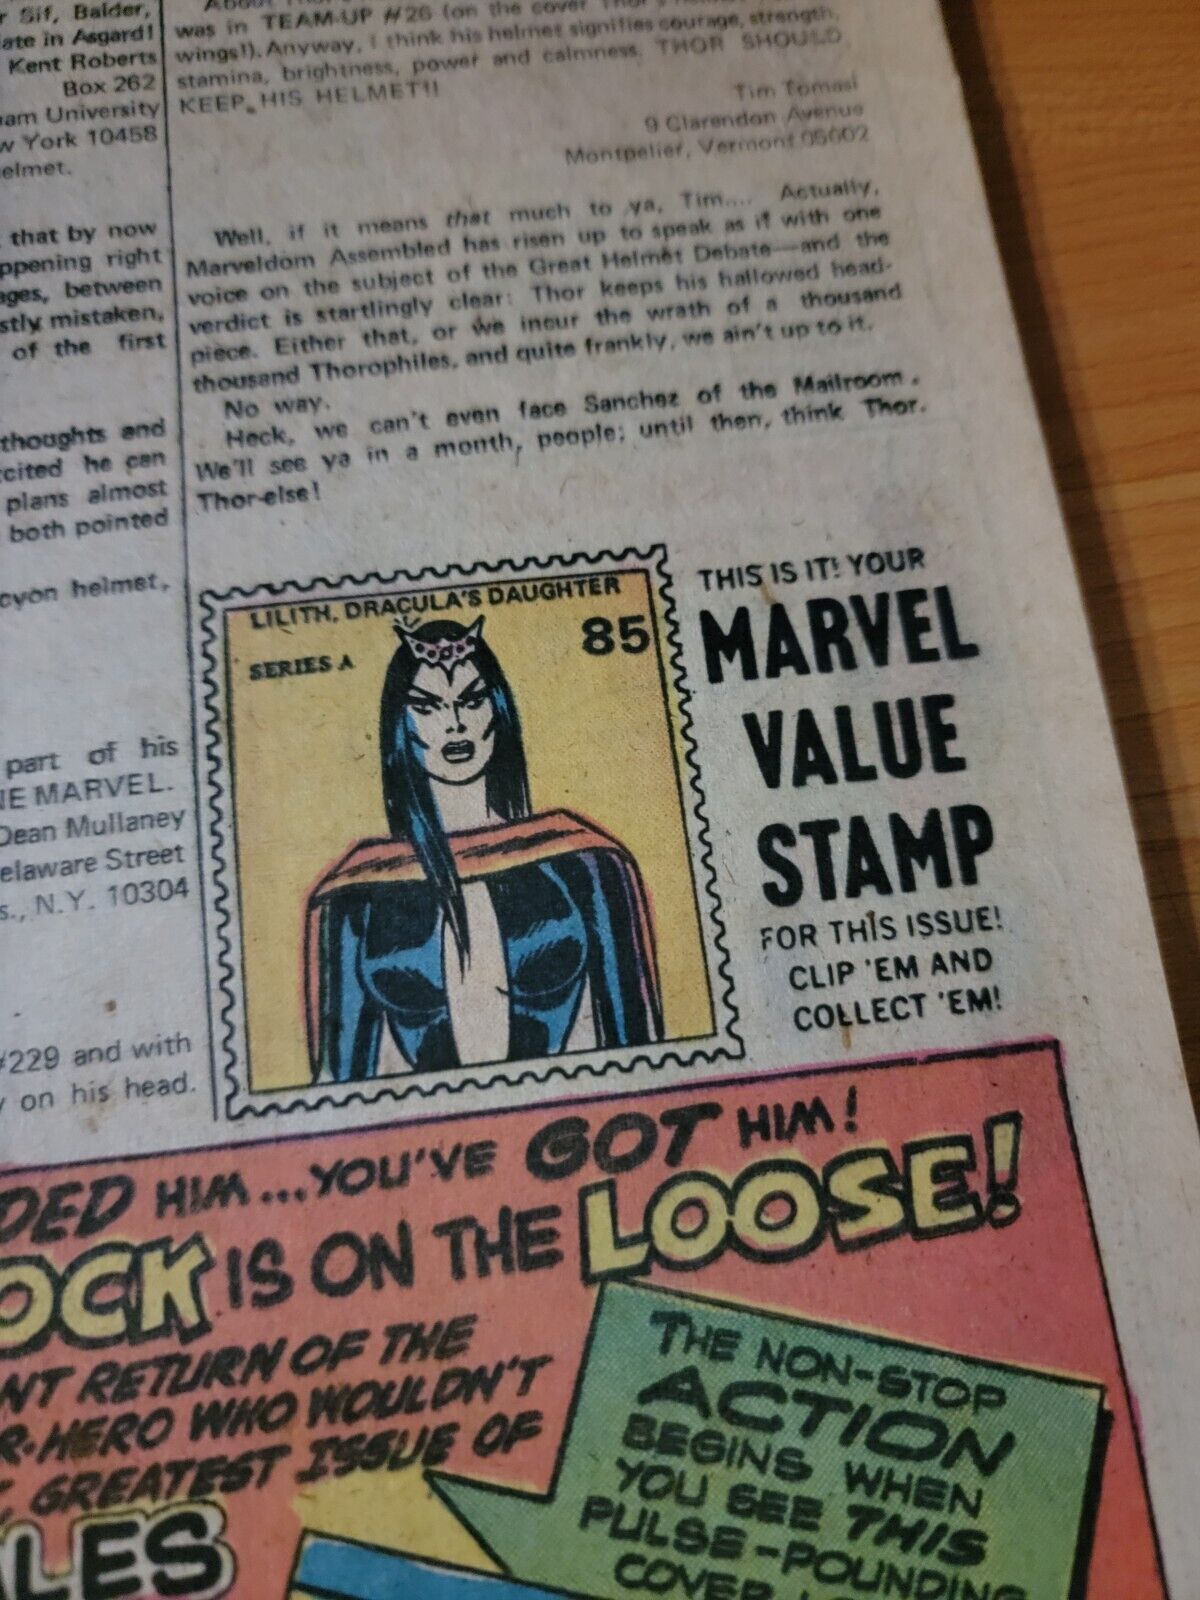 r Sif, Balder,
ate in Asgard!
Kent Roberts
Box 262
am University
w York 10458
elmet.
that by now
ppening right
ages, between
stly mistaken,
of the first
thoughts and
cited he can
plans almost
both pointed
cyon helmet,
part of his
NE MARVEL.
Dean Mullaney
elaware Street
s., N.Y. 10304
#229 and with
y on his head.
was in TEAM-UP #26 (on the cover Thor's
wings!). Anyway, I think his helmet signifies courage, strength,
stamina, brightness, power and calmness. THOR SHOULD
KEEP HIS HELMET!!
Tim Tomasi
9 Clarendon Avenue
Montpelier, Vermont 05602
Well, if it means that much to ya, Tim.... Actually,
Marveldom Assembled has risen up to speak as if with one
voice on the subject of the Great Helmet Debate—and the
verdict is startlingly clear: Thor keeps his hallowed head-
piece. Either that, or we incur the wrath of a thousand
thousand Thorophiles, and quite frankly, we ain't up to it.
No way.
Heck, we can't even face Sanchez of the Mailroom.
We'll see ya in a month, people; until then, think Thor.
Thor-else!
LILITH, DRACULA'S DAUGHTER
SERIES A
85
THIS IS IT! YOUR
MARVEL
VALUE
STAMP
FOR THIS ISSUE!
CLIP 'EM AND
COLLECT 'EM!
DED HIM...YOU'VE GOT HIM!
OCK IS ON THE LOOSE!
NT RETURN OF THE
R-HERO WHO WOULDN'T
GREATEST ISSUE OF
ALES
THE NON-STOP
ACTION
BEGINS WHEN
YOU SEE THIS
PULSE-POUNDING
COVER